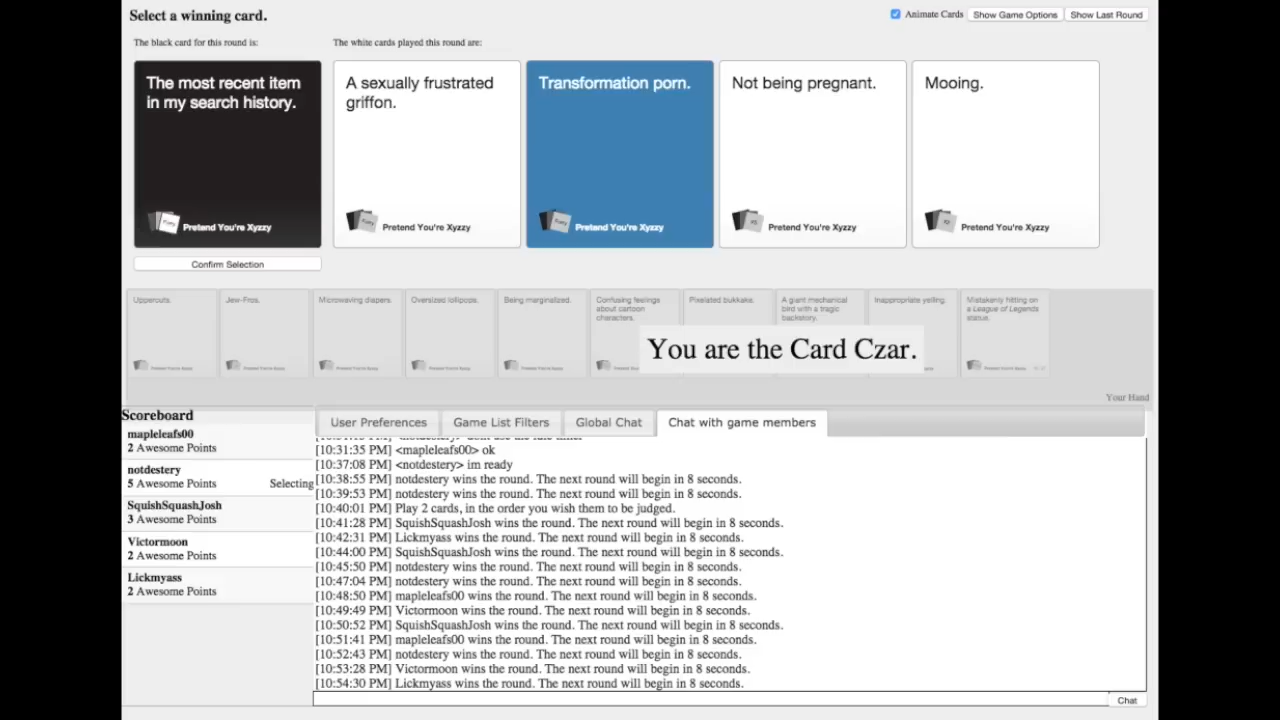 Select a winning card.
Animate Cards
Show Game Options
Show Last Round
The black card for this round is:
The white cards played this round are:
The most recent item
in my search history.
Pretend You're Xyzzy
A sexually frustrated
griffon.
Pretend You're Xyzzy
Transformation porn.
Pretend You're Xyzzy
Not being pregnant.
Pretend You're Xyzzy
Mooing.
Pretend You're Xyzzy
Confirm Selection
Uppercuts.
Jew-Fros.
Microwaving diapers.
Oversized lollipops.
Being marginalized.
Confusing feelings
about cartoon
characters.
Pixelated bukkake.
A giant mechanical
bird with a tragic
backstory.
Inappropriate yelling.
Mistakenly hitting on
a League of Legends
statue.
You are the Card Czar.
Your Hand
Scoreboard
mapleleafs00
2 Awesome Points
notdestery
5 Awesome Points
Selecting
SquishSquashJosh
3 Awesome Points
Victormoon
2 Awesome Points
Lickmyass
2 Awesome Points
User Preferences
Game List Filters
Global Chat
Chat with game members
[10:31:35 PM] <mapleleafs00> ok
[10:37:08 PM] <notdestery> im ready
[10:38:55 PM] notdestery wins the round. The next round will begin in 8 seconds.
[10:39:53 PM] notdestery wins the round. The next round will begin in 8 seconds.
[10:40:01 PM] Play 2 cards, in the order you wish them to be judged.
[10:41:28 PM] SquishSquashJosh wins the round. The next round will begin in 8 seconds.
[10:42:31 PM] Lickmyass wins the round. The next round will begin in 8 seconds.
[10:44:00 PM] SquishSquashJosh wins the round. The next round will begin in 8 seconds.
[10:45:50 PM] notdestery wins the round. The next round will begin in 8 seconds.
[10:47:04 PM] notdestery wins the round. The next round will begin in 8 seconds.
[10:48:50 PM] mapleleafs00 wins the round. The next round will begin in 8 seconds.
[10:49:49 PM] Victormoon wins the round. The next round will begin in 8 seconds.
[10:50:52 PM] SquishSquashJosh wins the round. The next round will begin in 8 seconds.
[10:51:41 PM] mapleleafs00 wins the round. The next round will begin in 8 seconds.
[10:52:43 PM] notdestery wins the round. The next round will begin in 8 seconds.
[10:53:28 PM] Victormoon wins the round. The next round will begin in 8 seconds.
[10:54:30 PM] Lickmyass wins the round. The next round will begin in 8 seconds.
Chat